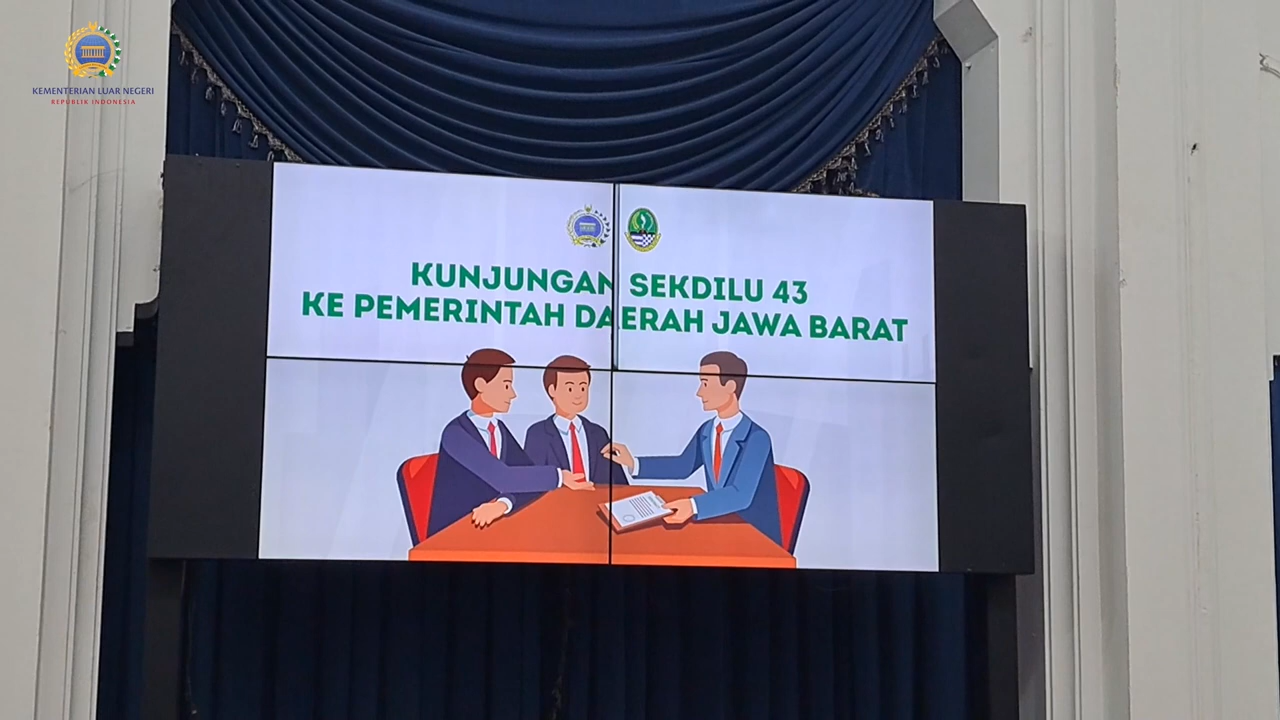 KEMENTERIAN LUAR NEGERI
REPUBLIK INDONESIA
KUNJUNGAN SEKDILU 43
KE PEMERINTAH DAERAH JAWA BARAT